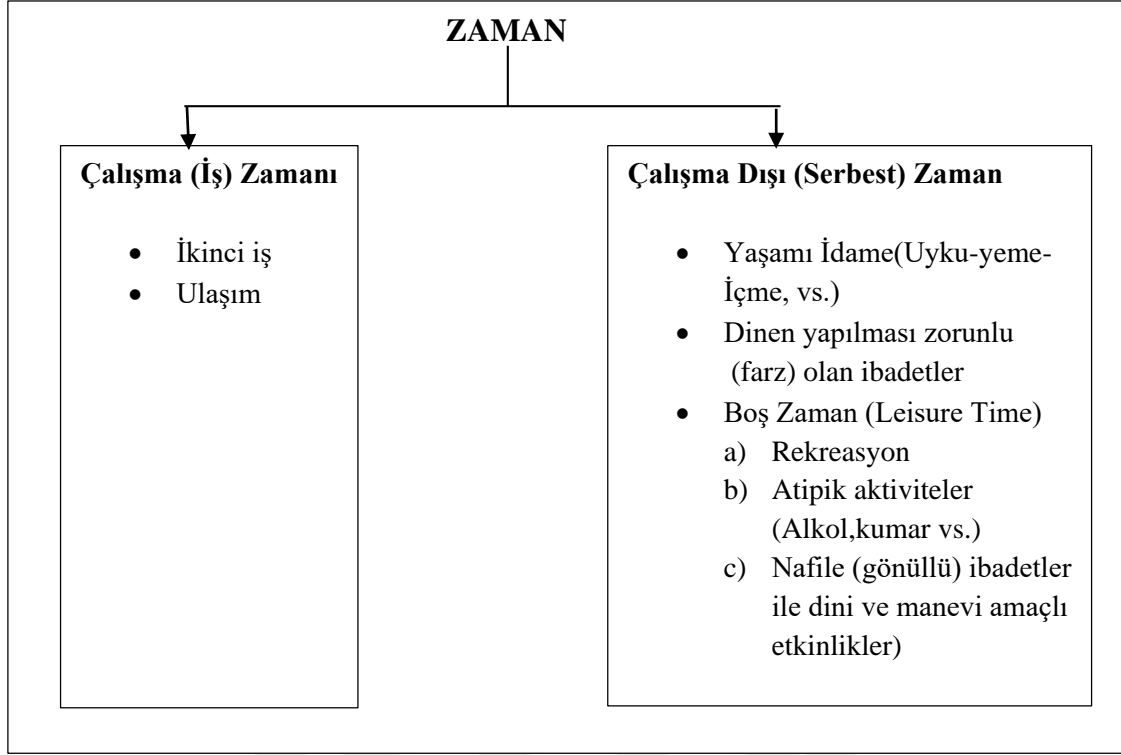 ZAMAN
Çalışma (İş) Zamanı
• İkinci iş
• Ulaşım
Çalışma Dışı (Serbest) Zaman
• Yaşamı İdame(Uyku-yeme-
İçme, vs.)
• Dinen yapılması zorunlu
(farz) olan ibadetler
• Boş Zaman (Leisure Time)
a) Rekreasyon
b) Atipik aktiviteler
(Alkol,kumar vs.)
c) Nafile (gönüllü) ibadetler
ile dini ve manevi amaçlı
etkinlikler)